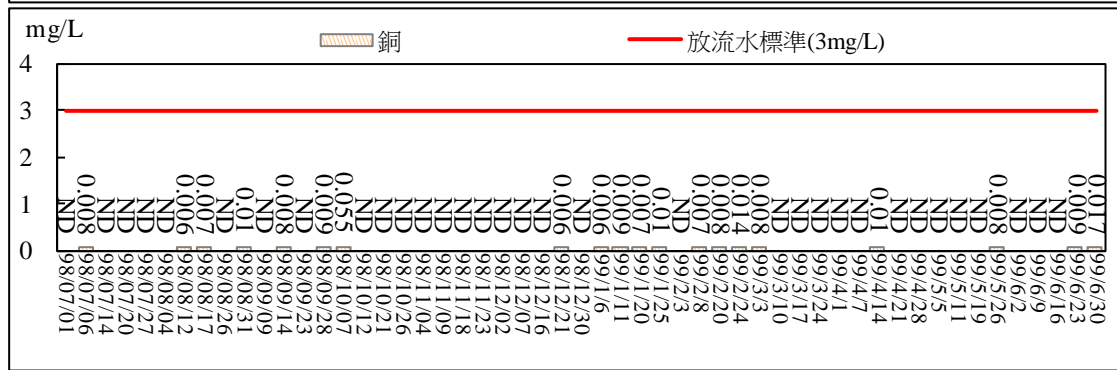 mg/L
銅
放流水標準(3mg/L)
4
3
2
1
0
ND
0.008
ND
ND
ND
ND
0.006
0.007
ND
0.01
ND
0.008
ND
0.009
0.055
ND
ND
ND
ND
ND
ND
ND
ND
ND
ND
0.006
ND
0.006
0.009
0.007
0.01
ND
0.007
0.008
0.014
0.008
ND
ND
ND
ND
ND
0.01
ND
ND
ND
ND
ND
0.008
ND
ND
ND
0.009
0.017
98/07/01
98/07/06
98/07/14
98/07/20
98/07/27
98/08/04
98/08/12
98/08/17
98/08/26
98/08/31
98/09/09
98/09/14
98/09/23
98/09/28
98/10/07
98/10/12
98/10/21
98/10/26
98/11/04
98/11/09
98/11/18
98/11/23
98/12/02
98/12/07
98/12/16
98/12/21
98/12/30
99/1/6
99/1/11
99/1/20
99/1/25
99/2/3
99/2/8
99/2/20
99/2/24
99/3/3
99/3/10
99/3/17
99/3/24
99/4/1
99/4/7
99/4/14
99/4/21
99/4/28
99/5/5
99/5/11
99/5/19
99/5/26
99/6/2
99/6/9
99/6/16
99/6/23
99/6/30